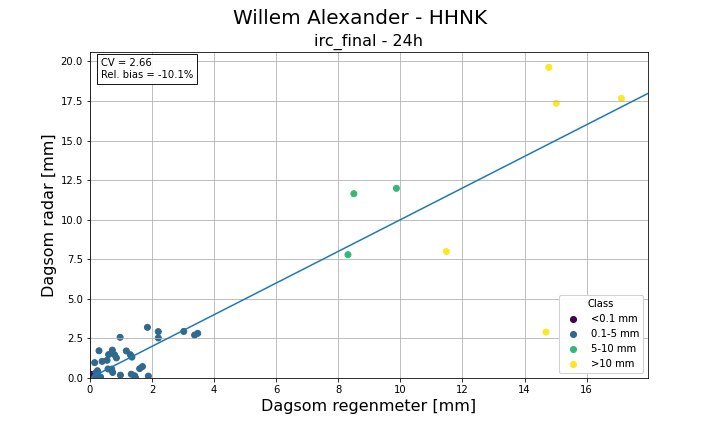 Willem Alexander - HHNK
irc_final - 24h
CV = 2.66
Rel. bias = -10.1%
Dagsom radar [mm]
20.0
17.5
15.0
12.5
10.0
7.5
5.0
2.5
0.0
0 2 4 6 8 10 12 14 16
Dagsom regenmeter [mm]
Class
<0.1 mm
0.1-5 mm
5-10 mm
>10 mm